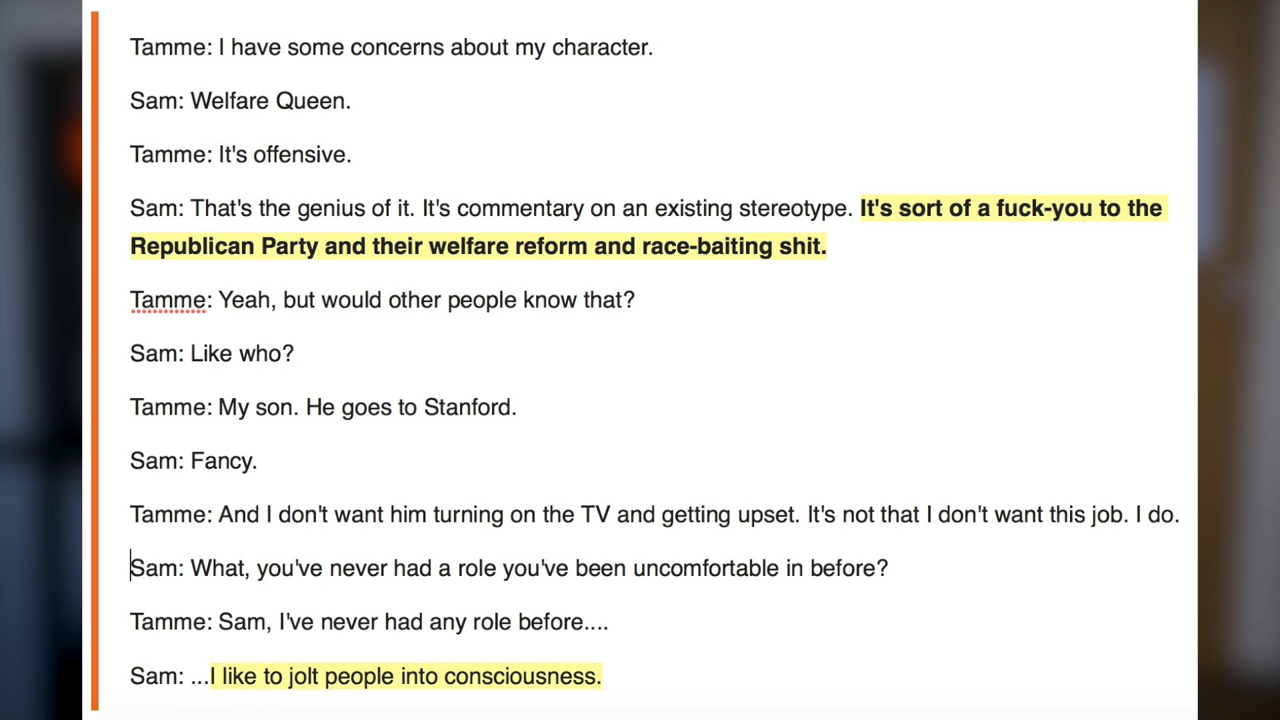 Tamme: I have some concerns about my character.
Sam: Welfare Queen.
Tamme: It's offensive.
Sam: That's the genius of it. It's commentary on an existing stereotype. It's sort of a fuck-you to the
Republican Party and their welfare reform and race-baiting shit.
Tamme: Yeah, but would other people know that?
Sam: Like who?
Tamme: My son. He goes to Stanford.
Sam: Fancy.
Tamme: And I don't want him turning on the TV and getting upset. It's not that I don't want this job. I do.
Sam: What, you've never had a role you've been uncomfortable in before?
Tamme: Sam, I've never had any role before....
Sam: ...I like to jolt people into consciousness.